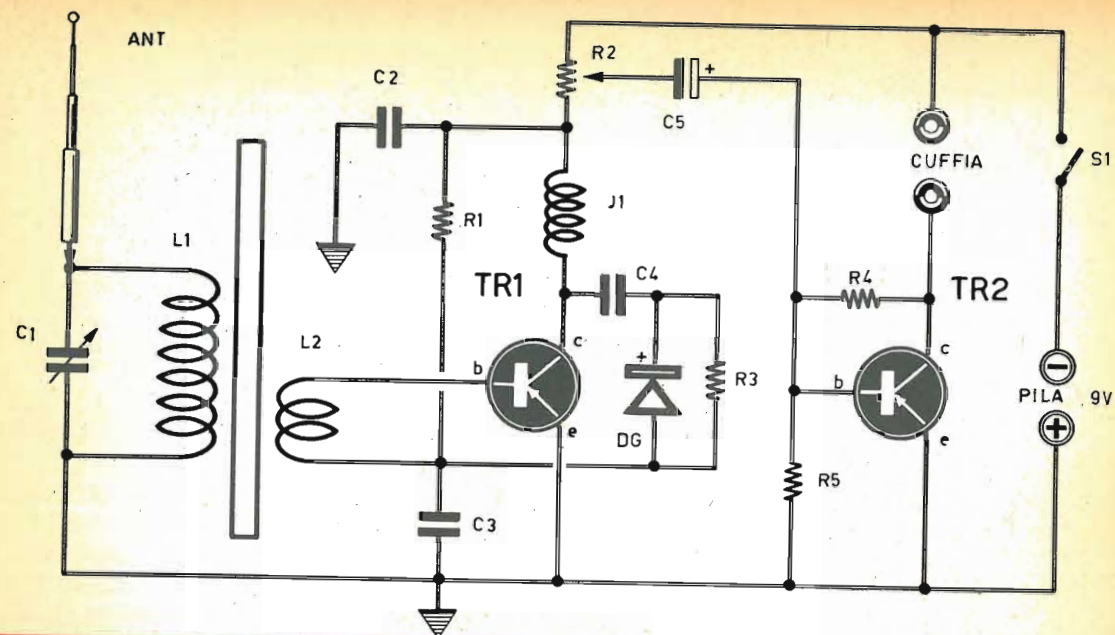 ANT
R2
C2
+
C5
CUFFIA
S1
L1
R1
J1
TR1
C4
R4
TR2
C1
L2
c
b
+
R3
c
b
−
PILA
9V
+
e
DG
e
R5
C3